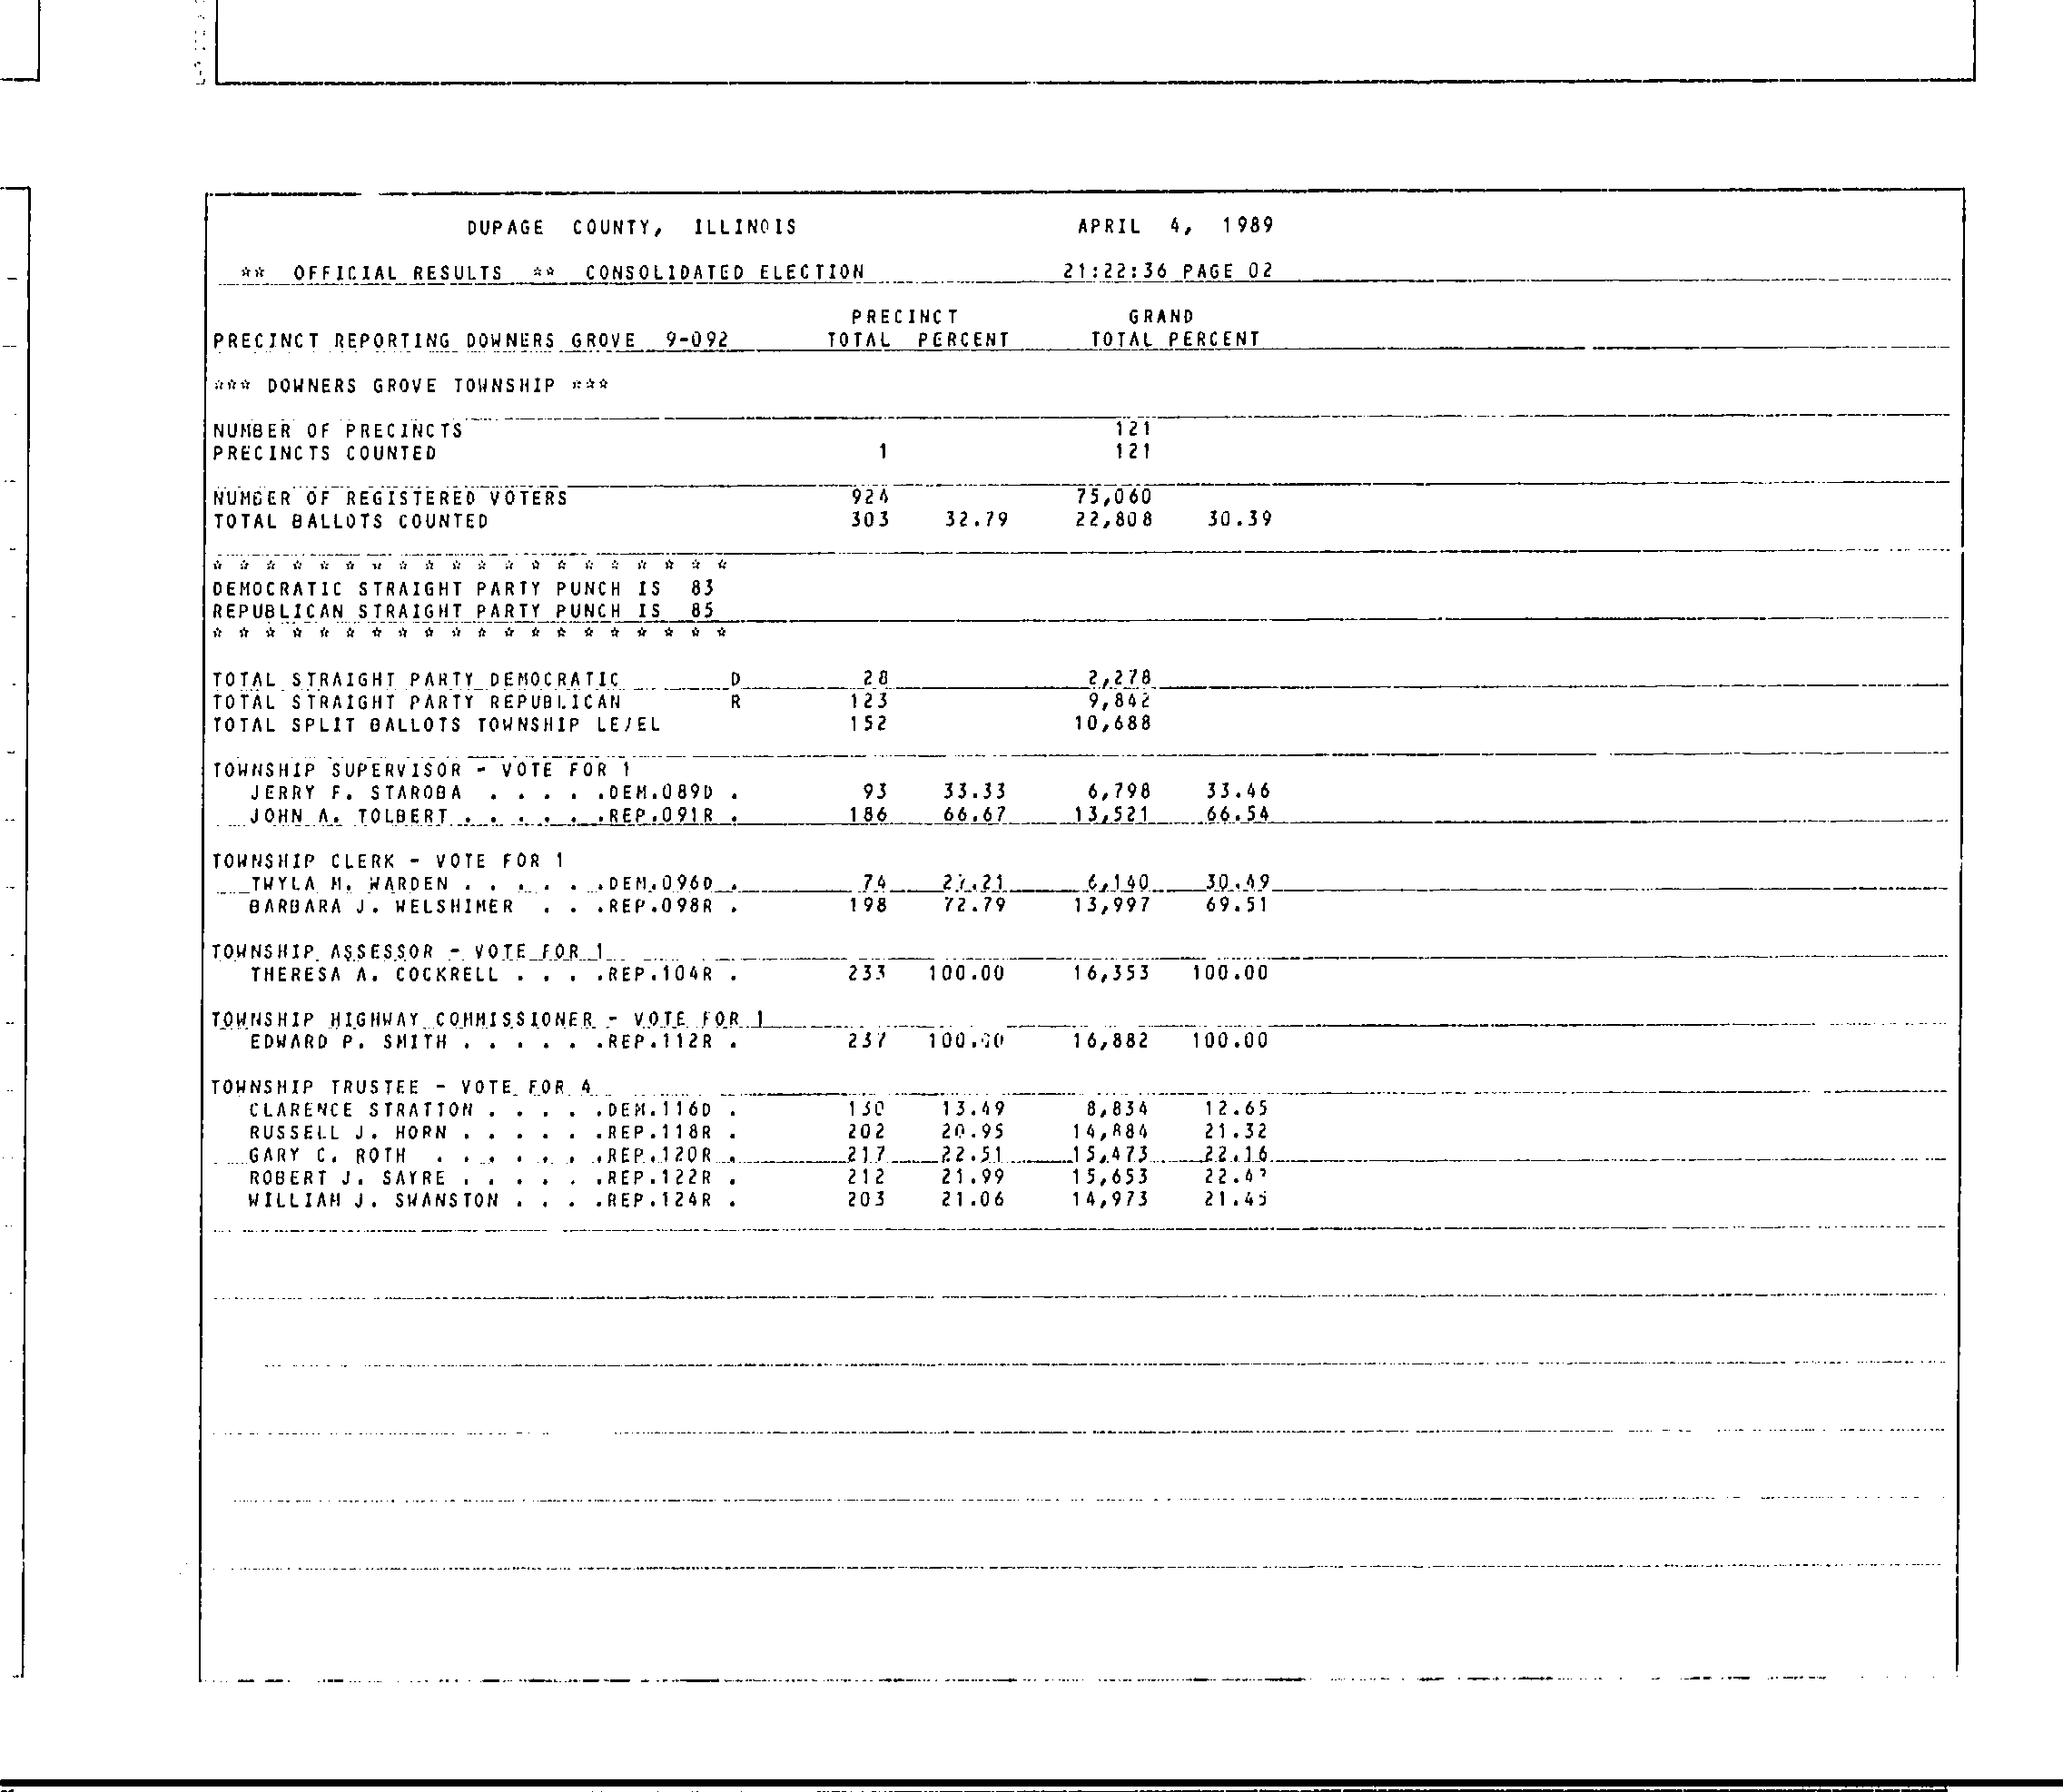 DUPAGE COUNTY, ILLINOIS APRIL 4, 1989
** OFFICIAL RESULTS ** CONSOLIDATED ELECTION 21:22:36 PAGE 02
PRECINCT GRAND
PRECINCT REPORTING DOWNERS GROVE 9-092 TOTAL PERCENT TOTAL PERCENT
*** DOWNERS GROVE TOWNSHIP ***
NUMBER OF PRECINCTS 121
PRECINCTS COUNTED 1 121
NUMBER OF REGISTERED VOTERS 924 75,060
TOTAL BALLOTS COUNTED 303 32.79 22,808 30.39
* * * * * * * * * * * * * * * * * * * *
DEMOCRATIC STRAIGHT PARTY PUNCH IS 83
REPUBLICAN STRAIGHT PARTY PUNCH IS 85
* * * * * * * * * * * * * * * * * * * *
TOTAL STRAIGHT PARTY DEMOCRATIC D 28 2,278
TOTAL STRAIGHT PARTY REPUBLICAN R 123 9,842
TOTAL SPLIT BALLOTS TOWNSHIP LEVEL 152 10,688
TOWNSHIP SUPERVISOR - VOTE FOR 1
JERRY F. STAROBA . . . . .DEM.089D . 93 33.33 6,798 33.46
JOHN A. TOLBERT . . . . . .REP.091R . 186 66.67 13,521 66.54
TOWNSHIP CLERK - VOTE FOR 1
TWYLA M. WARDEN . . . . . .DEM.096D . 74 27.21 6,140 30.49
BARBARA J. WELSHIMER . . .REP.098R . 198 72.79 13,997 69.51
TOWNSHIP ASSESSOR - VOTE FOR 1
THERESA A. COCKRELL . . . .REP.104R . 233 100.00 16,353 100.00
TOWNSHIP HIGHWAY COMMISSIONER - VOTE FOR 1
EDWARD P. SMITH . . . . . .REP.112R . 237 100.00 16,882 100.00
TOWNSHIP TRUSTEE - VOTE FOR 4
CLARENCE STRATTON . . . . .DEM.116D . 130 13.49 8,834 12.65
RUSSELL J. HORN . . . . . .REP.118R . 202 20.95 14,884 21.32
GARY C. ROTH . . . . . . .REP.120R . 217 22.51 15,473 22.16
ROBERT J. SAYRE . . . . . .REP.122R . 212 21.99 15,653
WILLIAM J. SWANSTON . . . .REP.124R . 203 21.06 14,973 21.45